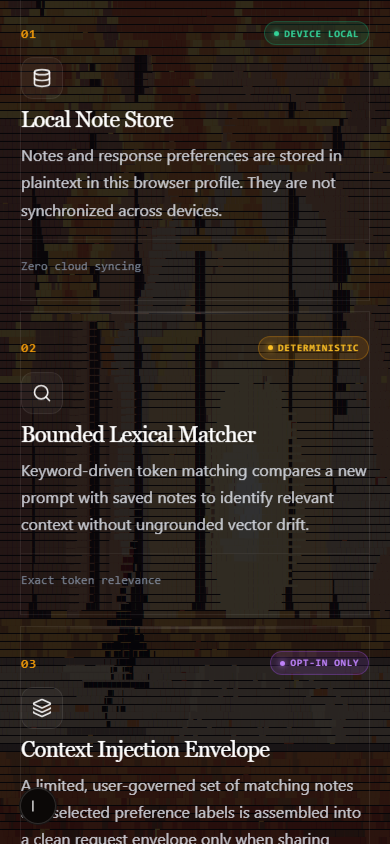 01
DEVICE LOCAL
Local Note Store
Notes and response preferences are stored in
plaintext in this browser profile. They are not
synchronized across devices.
Zero cloud syncing
02
DETERMINISTIC
Bounded Lexical Matcher
Keyword-driven token matching compares a new
prompt with saved notes to identify relevant
context without ungrounded vector drift.
Exact token relevance
03
OPT-IN ONLY
Context Injection Envelope
A limited, user-governed set of matching notes
selected preference labels is assembled into
a clean request envelope only when sharing